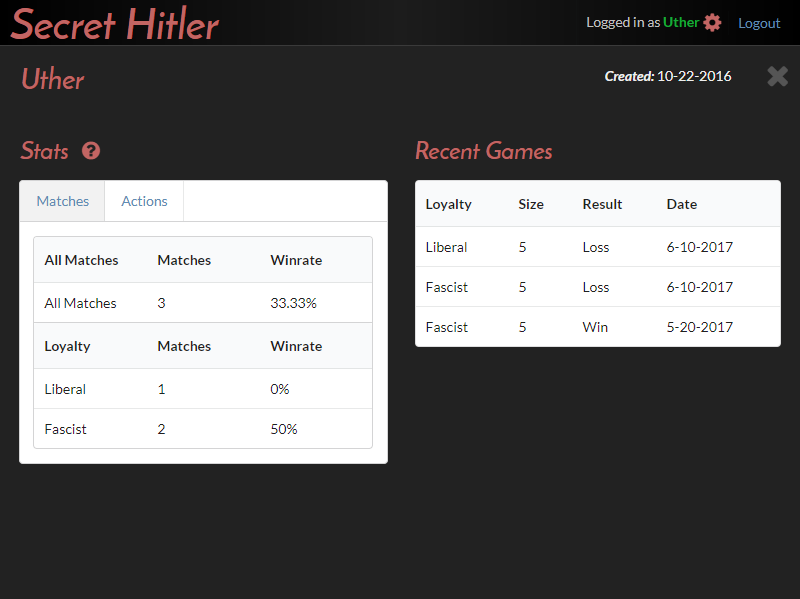 Secret Hitler
Logged in as Uther Logout
Uther
Created: 10-22-2016
Stats ?
Matches Actions
All Matches Matches Winrate
All Matches 3 33.33%
Loyalty Matches Winrate
Liberal 1 0%
Fascist 2 50%
Recent Games
Loyalty Size Result Date
Liberal 5 Loss 6-10-2017
Fascist 5 Loss 6-10-2017
Fascist 5 Win 5-20-2017